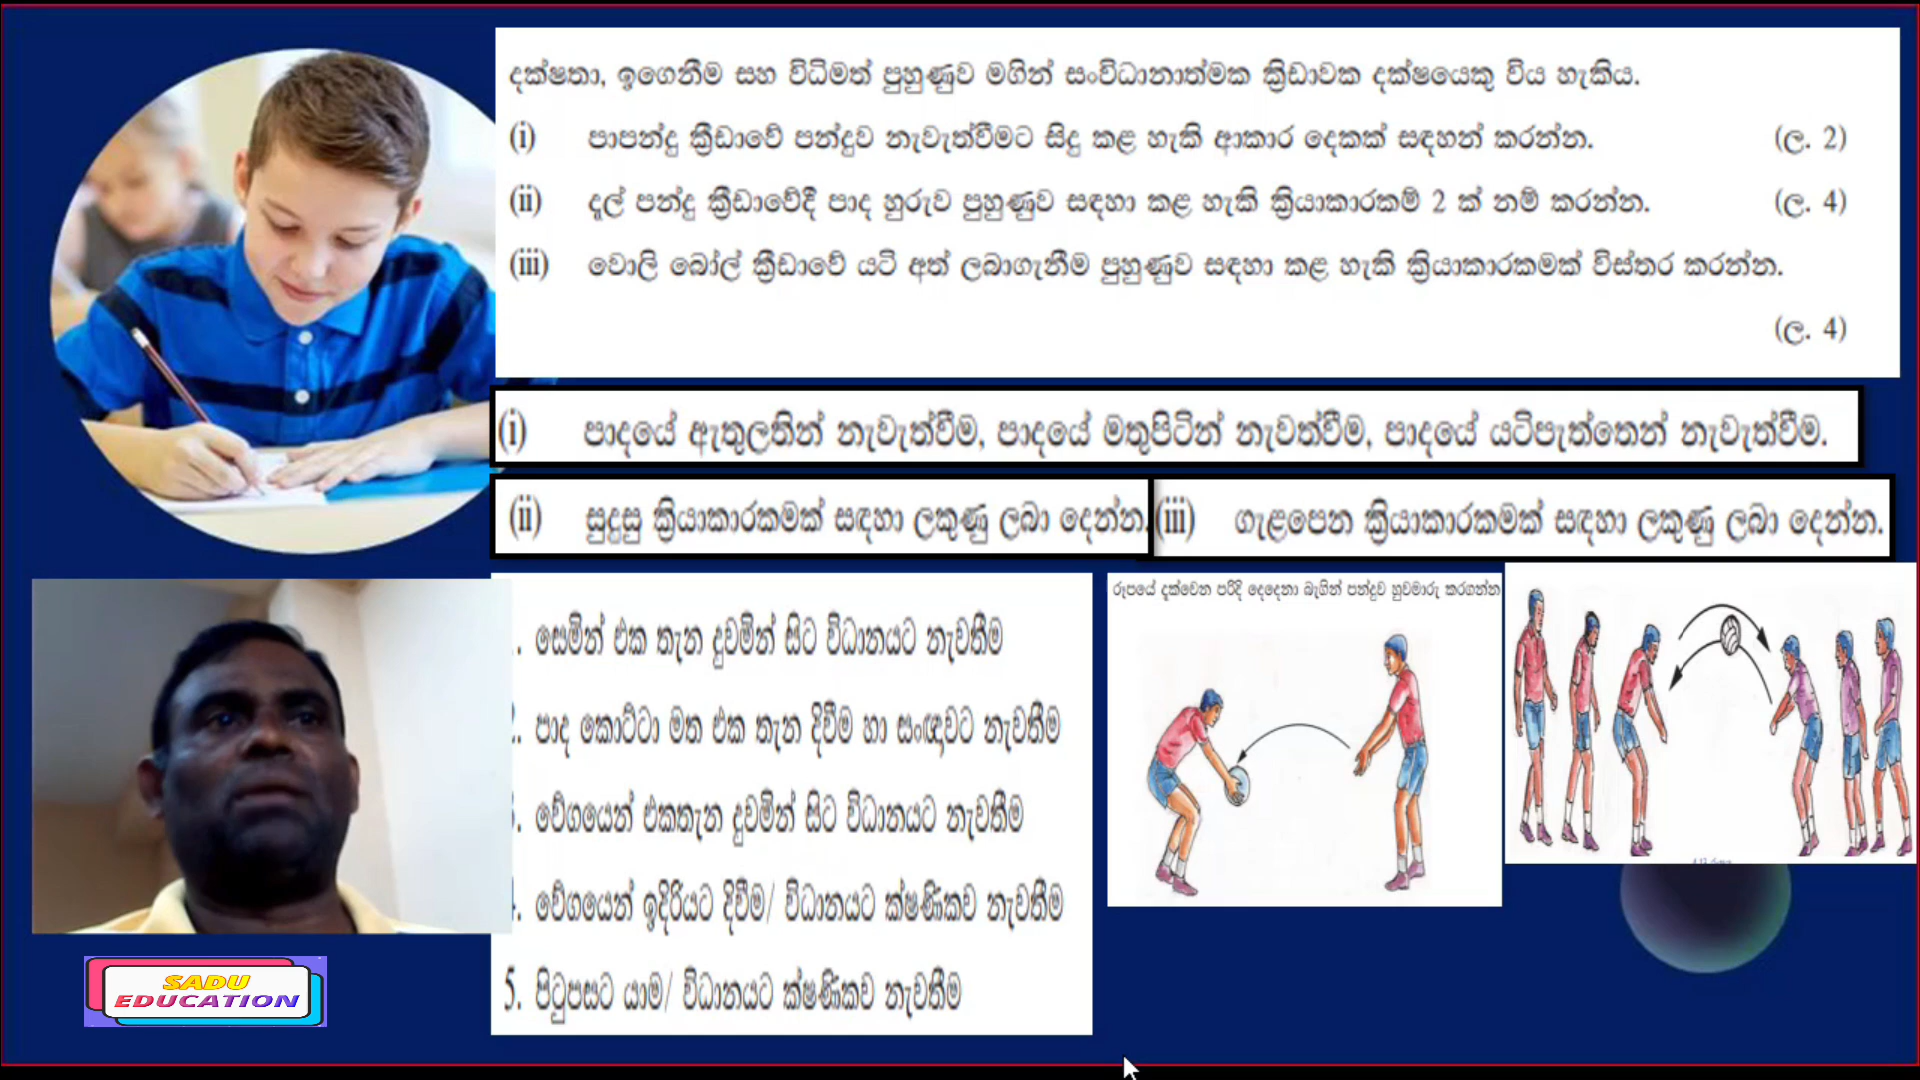 දක්ෂතා, ඉගෙනීම සහ විධිමත් පුහුණුව මගින් සංවිධානාත්මක ක්‍රිඩාවක දක්ෂයෙකු විය හැකිය.
(i) පාපන්දු ක්‍රීඩාවේ පන්දුව නැවැත්වීමට සිදු කළ හැකි ආකාර දෙකක් සඳහන් කරන්න. (ල. 2)
(ii) දැල් පන්දු ක්‍රීඩාවේදී පාද හුරුව පුහුණුව සඳහා කළ හැකි ක්‍රියාකාරකම් 2 ක් නම් කරන්න. (ල. 4)
(iii) වොලි බෝල් ක්‍රීඩාවේ යටි අත් ලබාගැනීම පුහුණුව සඳහා කළ හැකි ක්‍රියාකාරකමක් විස්තර කරන්න.
(ල. 4)
(i) පාදයේ ඇතුලතින් නැවැත්වීම, පාදයේ මතුපිටින් නැවත්වීම, පාදයේ යටිපැත්තෙන් නැවැත්වීම.
(ii) සුදුසු ක්‍රියාකාරකමක් සඳහා ලකුණු ලබා දෙන්න.
(iii) ගැළපෙන ක්‍රියාකාරකමක් සඳහා ලකුණු ලබා දෙන්න.
රූපයේ දැක්වෙන පරිදි දෙදෙනා බැගින් පන්දුව හුවමාරු කරගන්න
. සෙමින් එක තැන දුවමින් සිට විධානයට නැවතීම
. පාද කොට්ටා මත එක තැන දිවීම හා සංඥාවට නැවතීම
. වේගයෙන් එකතැන දුවමින් සිට විධානයට නැවතීම
. වේගයෙන් ඉදිරියට දිවීම/ විධානයට ක්ෂණිකව නැවතීම
5. පිටුපසට යාම/ විධානයට ක්ෂණිකව නැවතීම
SADU
EDUCATION